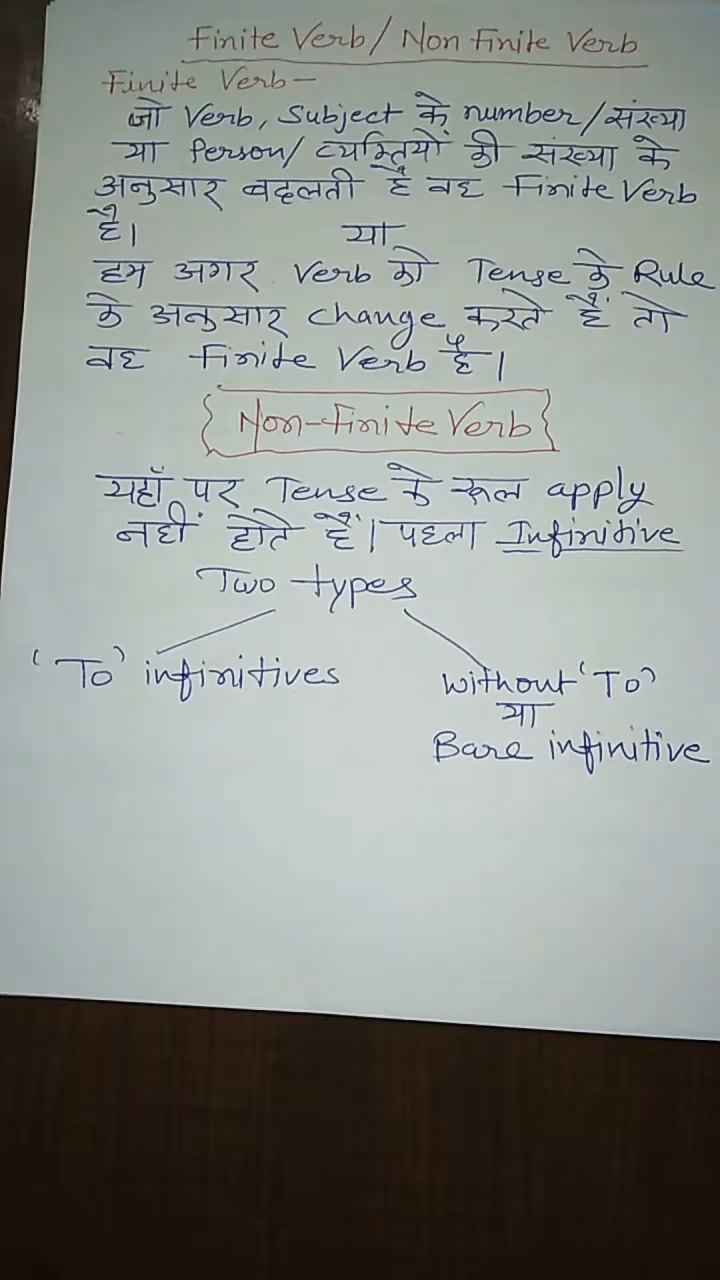 Finite Verb / Non Finite Verb
Finite Verb -
जो Verb, Subject के number/संख्या
या Person/ व्यक्तियों की संख्या के
अनुसार बदलती है वह Finite Verb
है।
या
हम अगर Verb को Tense के Rule
के अनुसार change करते हैं तो
वह Finite Verb है।
{Non-Finite Verb}
यहाँ पर Tense के रूल apply
नहीं होते हैं। पहला Infinitive
Two types
'To' infinitives
without 'To'
या
Bare infinitive